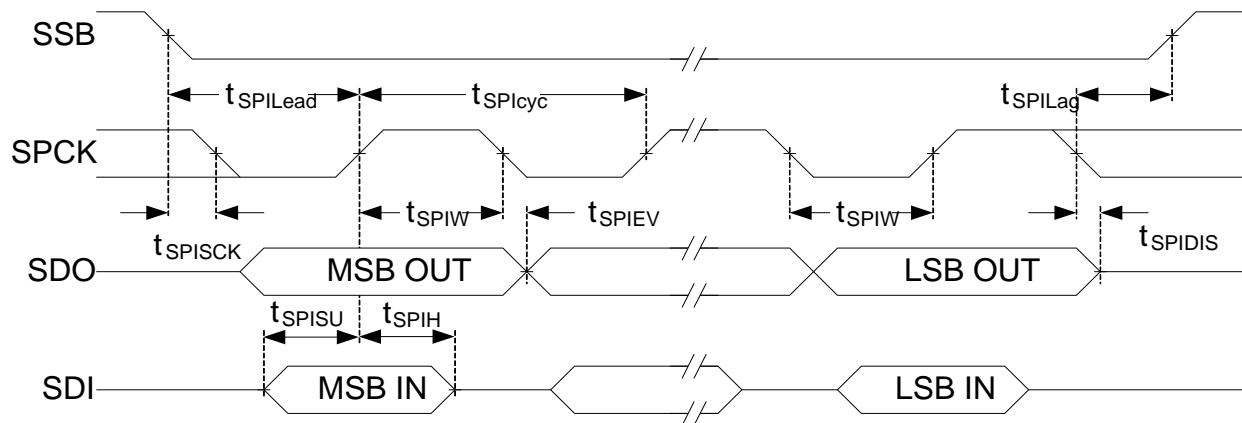 SSB
tSPILead
tSPIcyc
tSPILag
SPCK
tSPIW
tSPIEV
tSPIW
tSPISCK
tSPIDIS
SDO
MSB OUT
LSB OUT
tSPISU
tSPIH
SDI
MSB IN
LSB IN